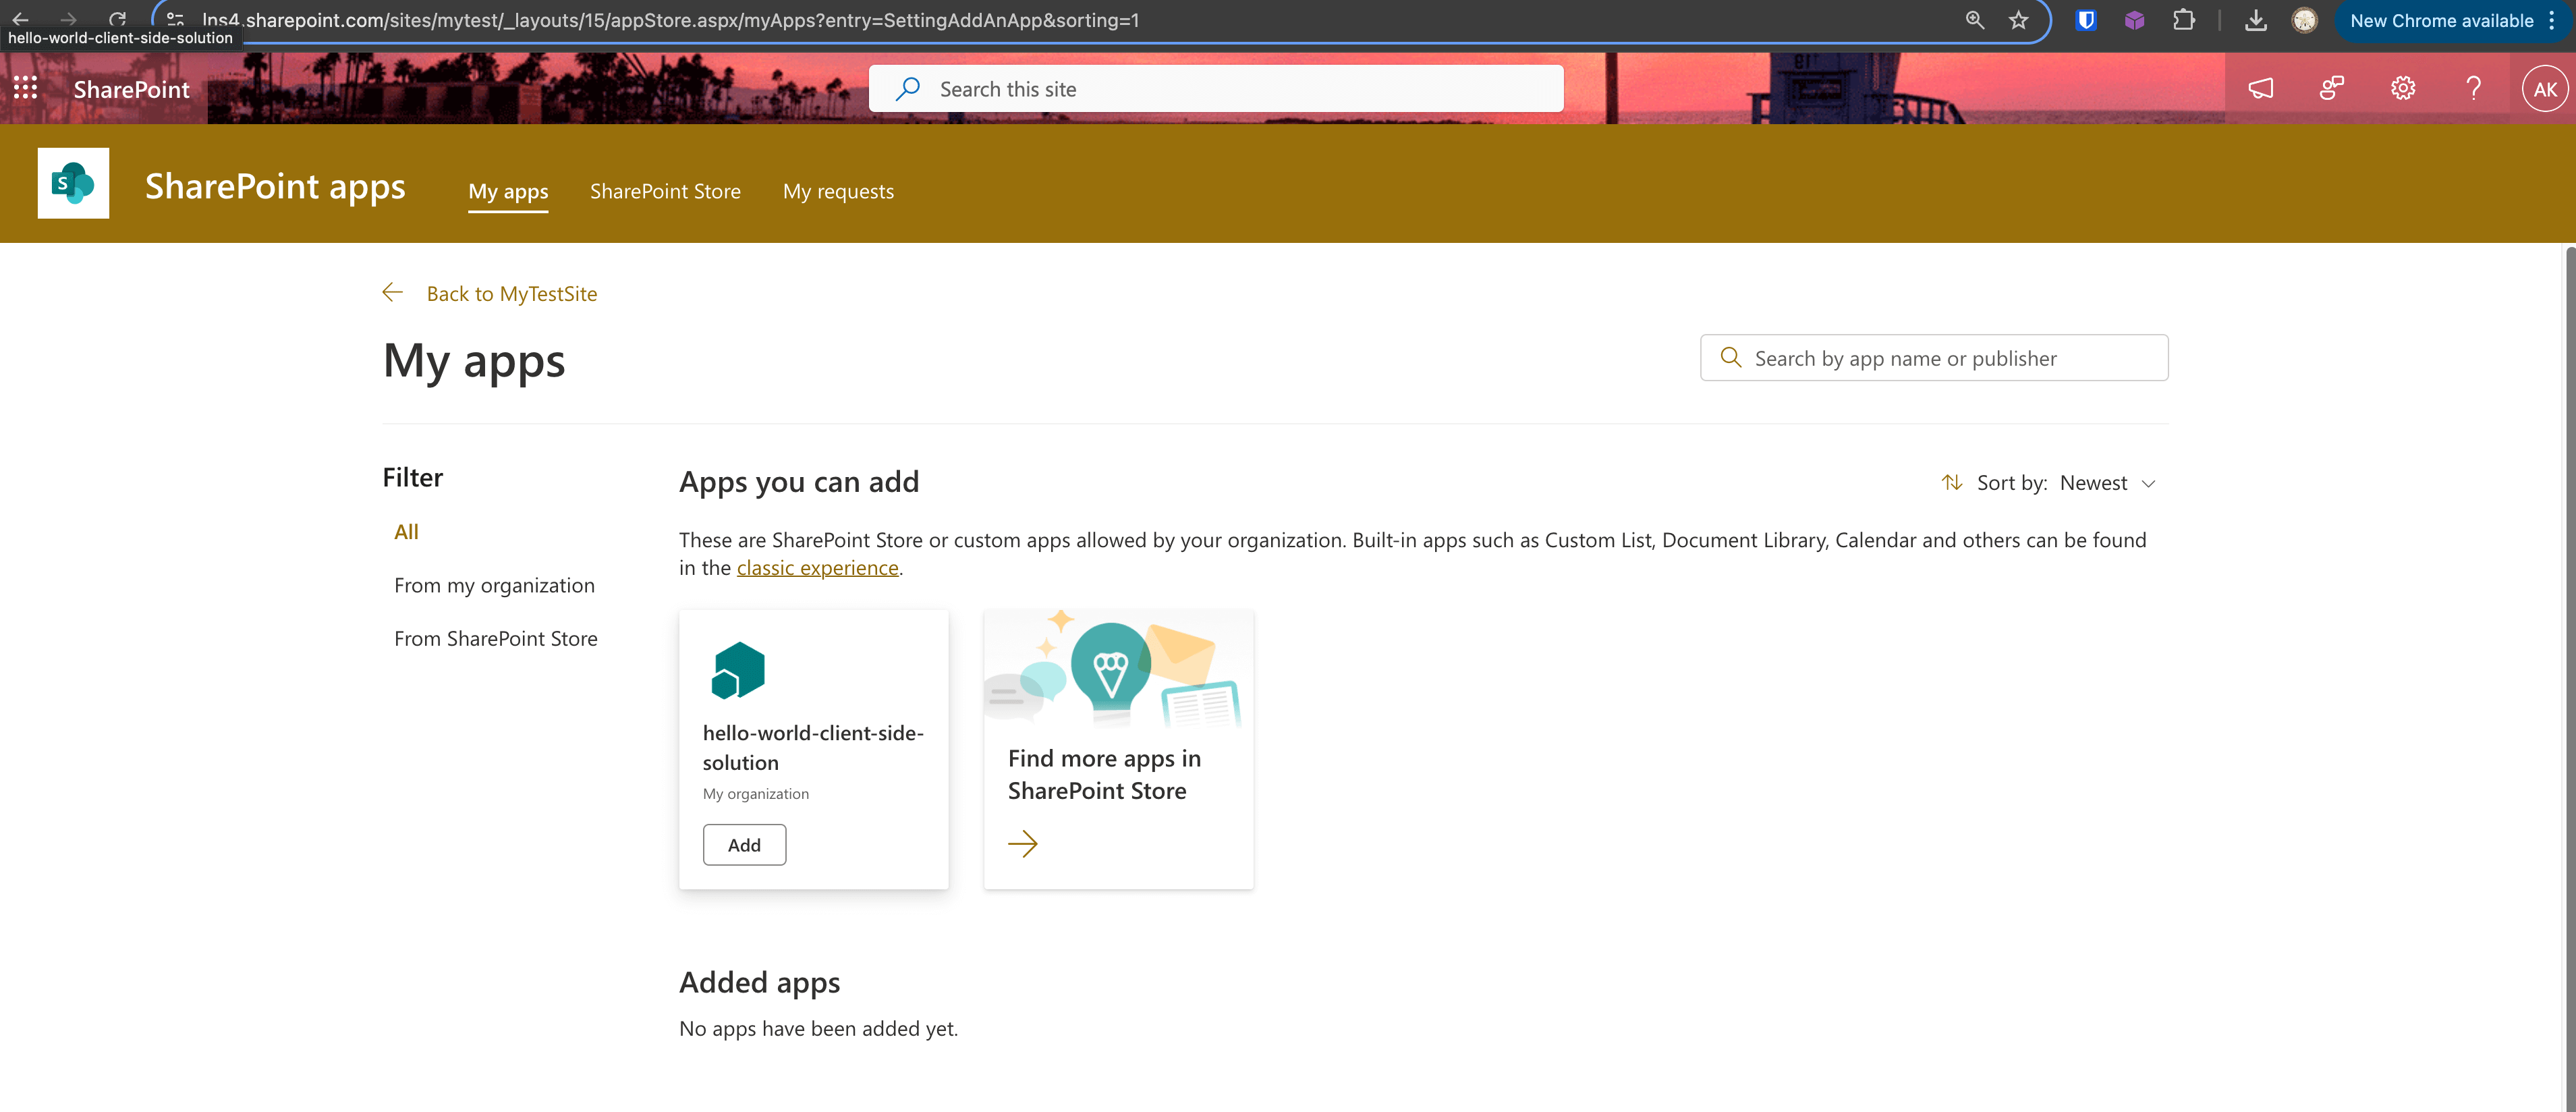 lns4.sharepoint.com/sites/mytest/_layouts/15/appStore.aspx/myApps?entry=SettingAddAnApp&sorting=1
New Chrome available
hello-world-client-side-solution
SharePoint
Search this site
AK
SharePoint apps
My apps
SharePoint Store
My requests
Back to MyTestSite
My apps
Search by app name or publisher
Filter
All
From my organization
From SharePoint Store
Apps you can add
Sort by: Newest
These are SharePoint Store or custom apps allowed by your organization. Built-in apps such as Custom List, Document Library, Calendar and others can be found
in the classic experience.
hello-world-client-side-
solution
My organization
Add
Find more apps in
SharePoint Store
Added apps
No apps have been added yet.